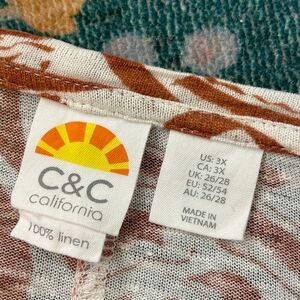 C&C
california
100% linen
US: 3X
CA: 3X
UK: 26/28
EU: 52/54
AU: 26/28
MADE IN
VIETNAM